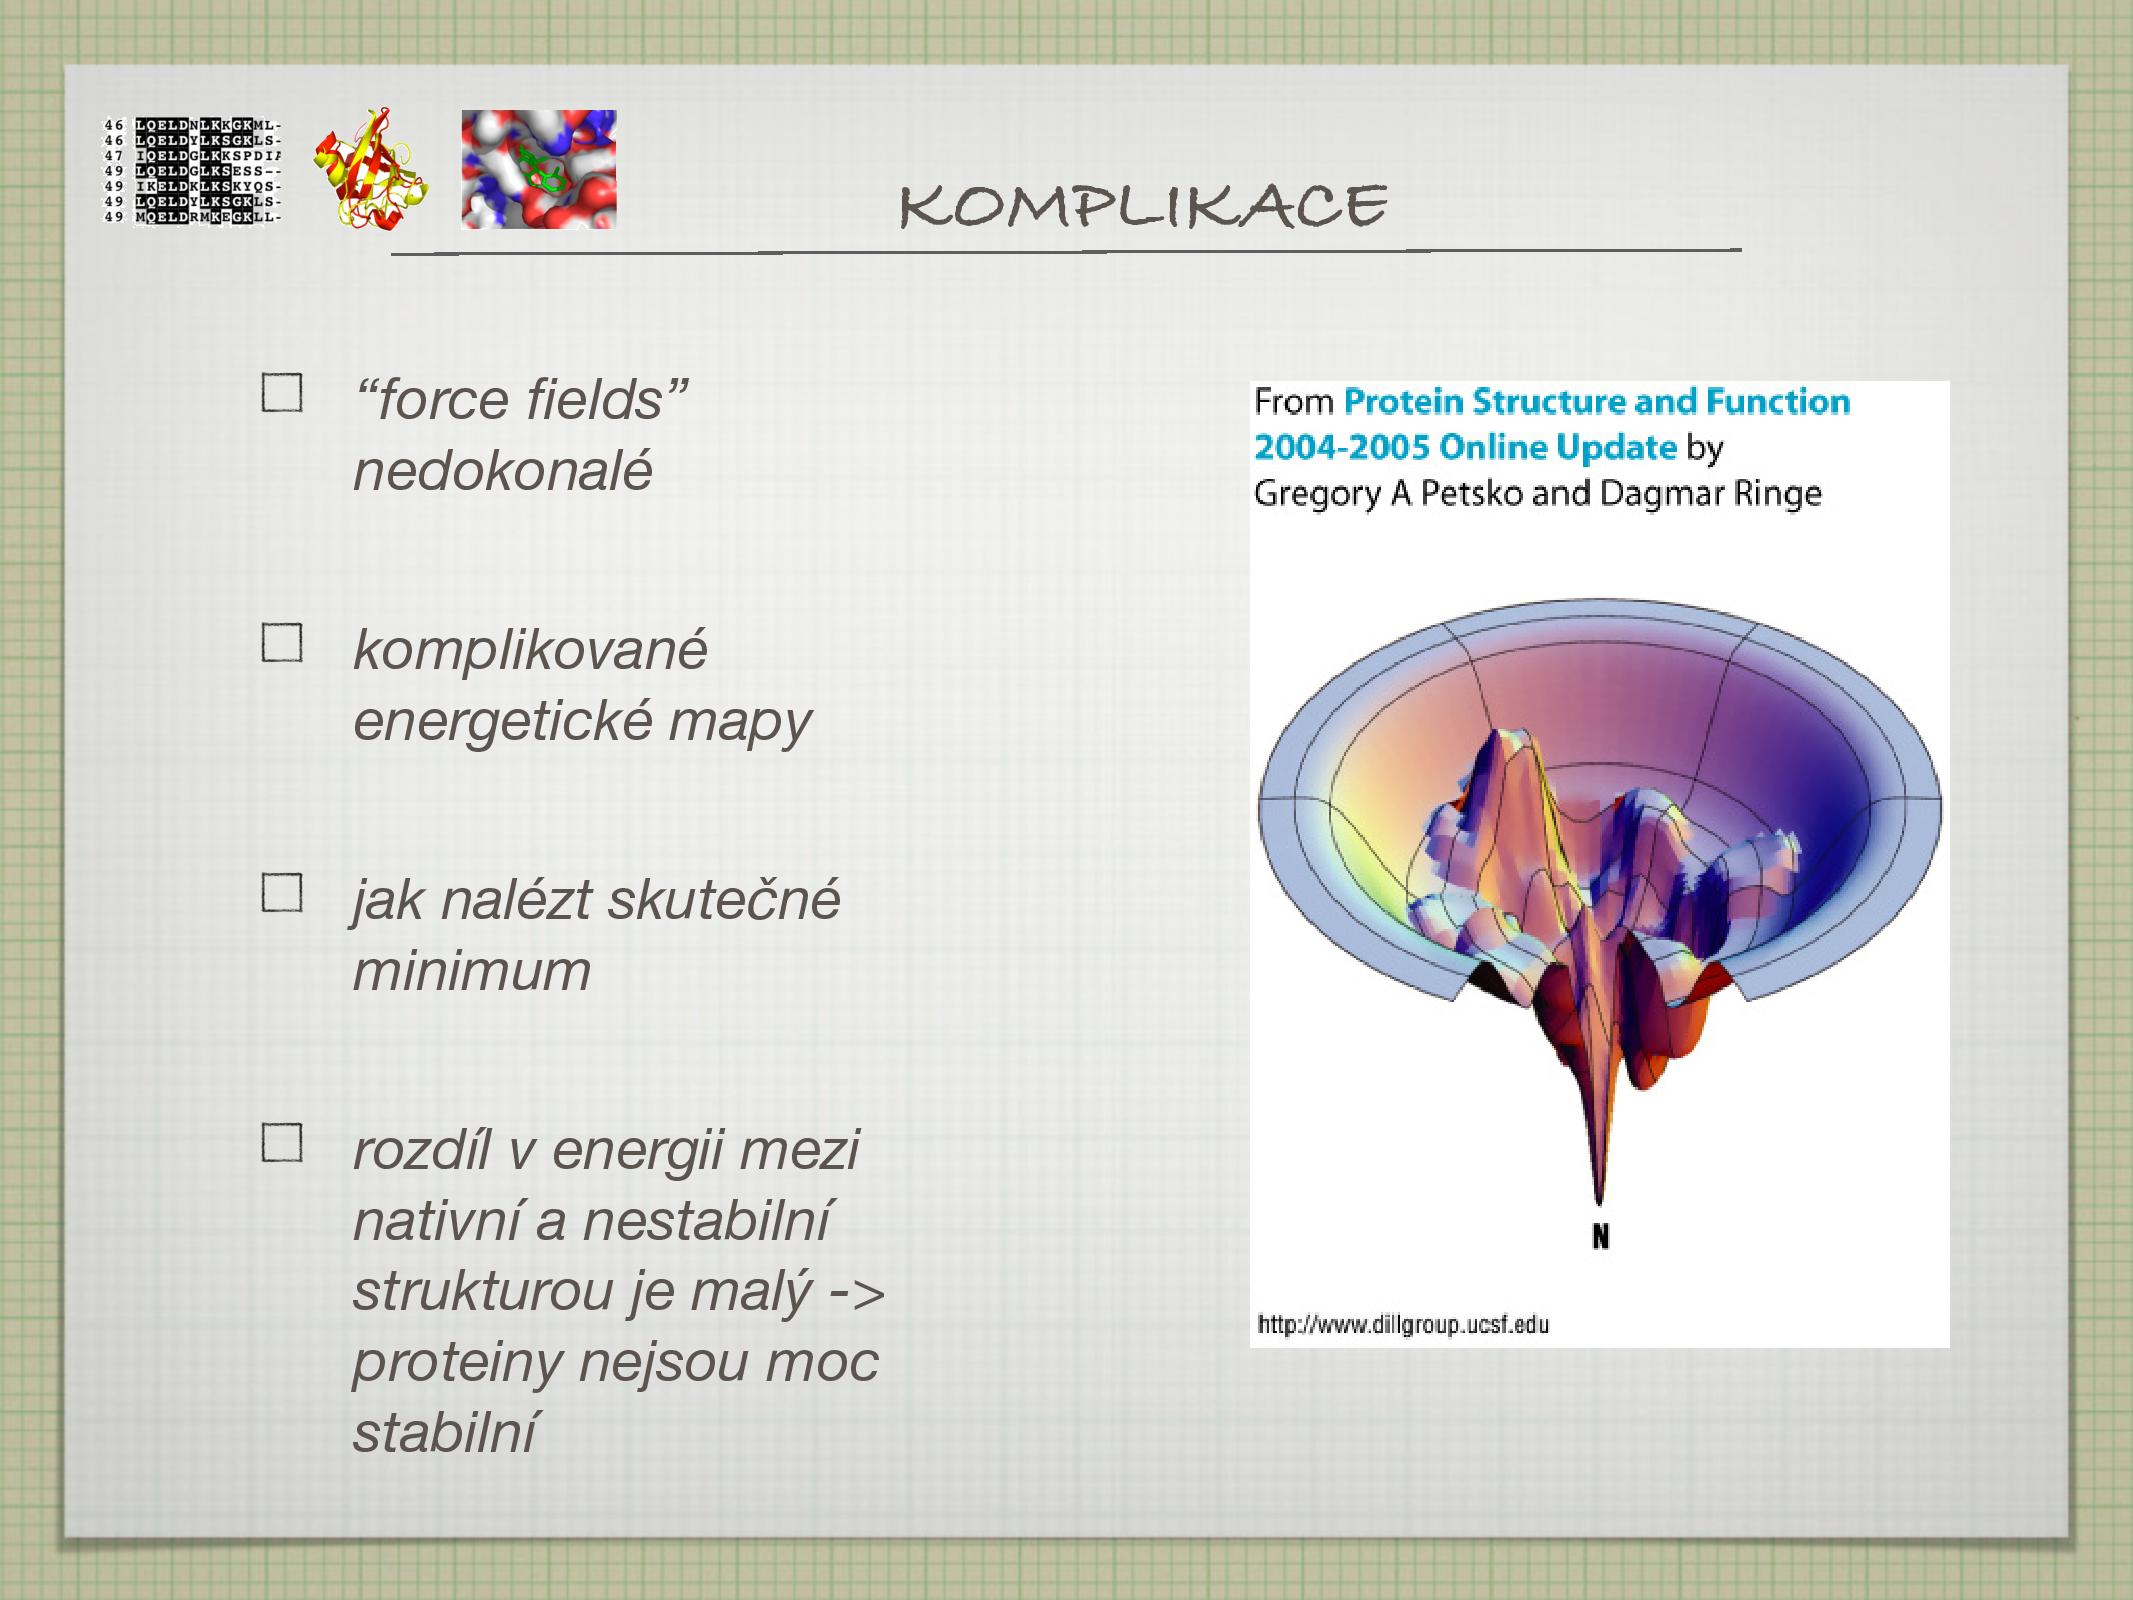 46 LQELDNLKKGKML-
46 LQELDYLKSGKLS-
47 IQELDGLKKSPDIA
49 LQELDGLKSESS--
49 IKELDKLKSKYQS-
49 LQELDYLKSGKLS-
49 MQELDRMKEGKLL-
KOMPLIKACE
“force fields”
nedokonalé
komplikované
energetické mapy
jak nalézt skutečné
minimum
rozdíl v energii mezi
nativní a nestabilní
strukturou je malý ->
proteiny nejsou moc
stabilní
From Protein Structure and Function
2004-2005 Online Update by
Gregory A Petsko and Dagmar Ringe
N
http://www.dillgroup.ucsf.edu